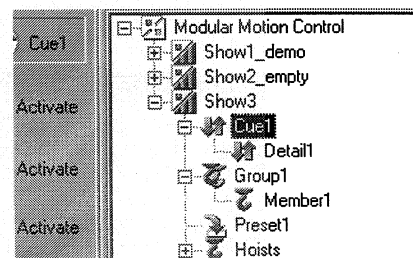 Cue1
Activate
Activate
Activate
Modular Motion Control
Show1_demo
Show2_empty
Show3
Cue1
Detail1
Group1
Member1
Preset1
Hoists